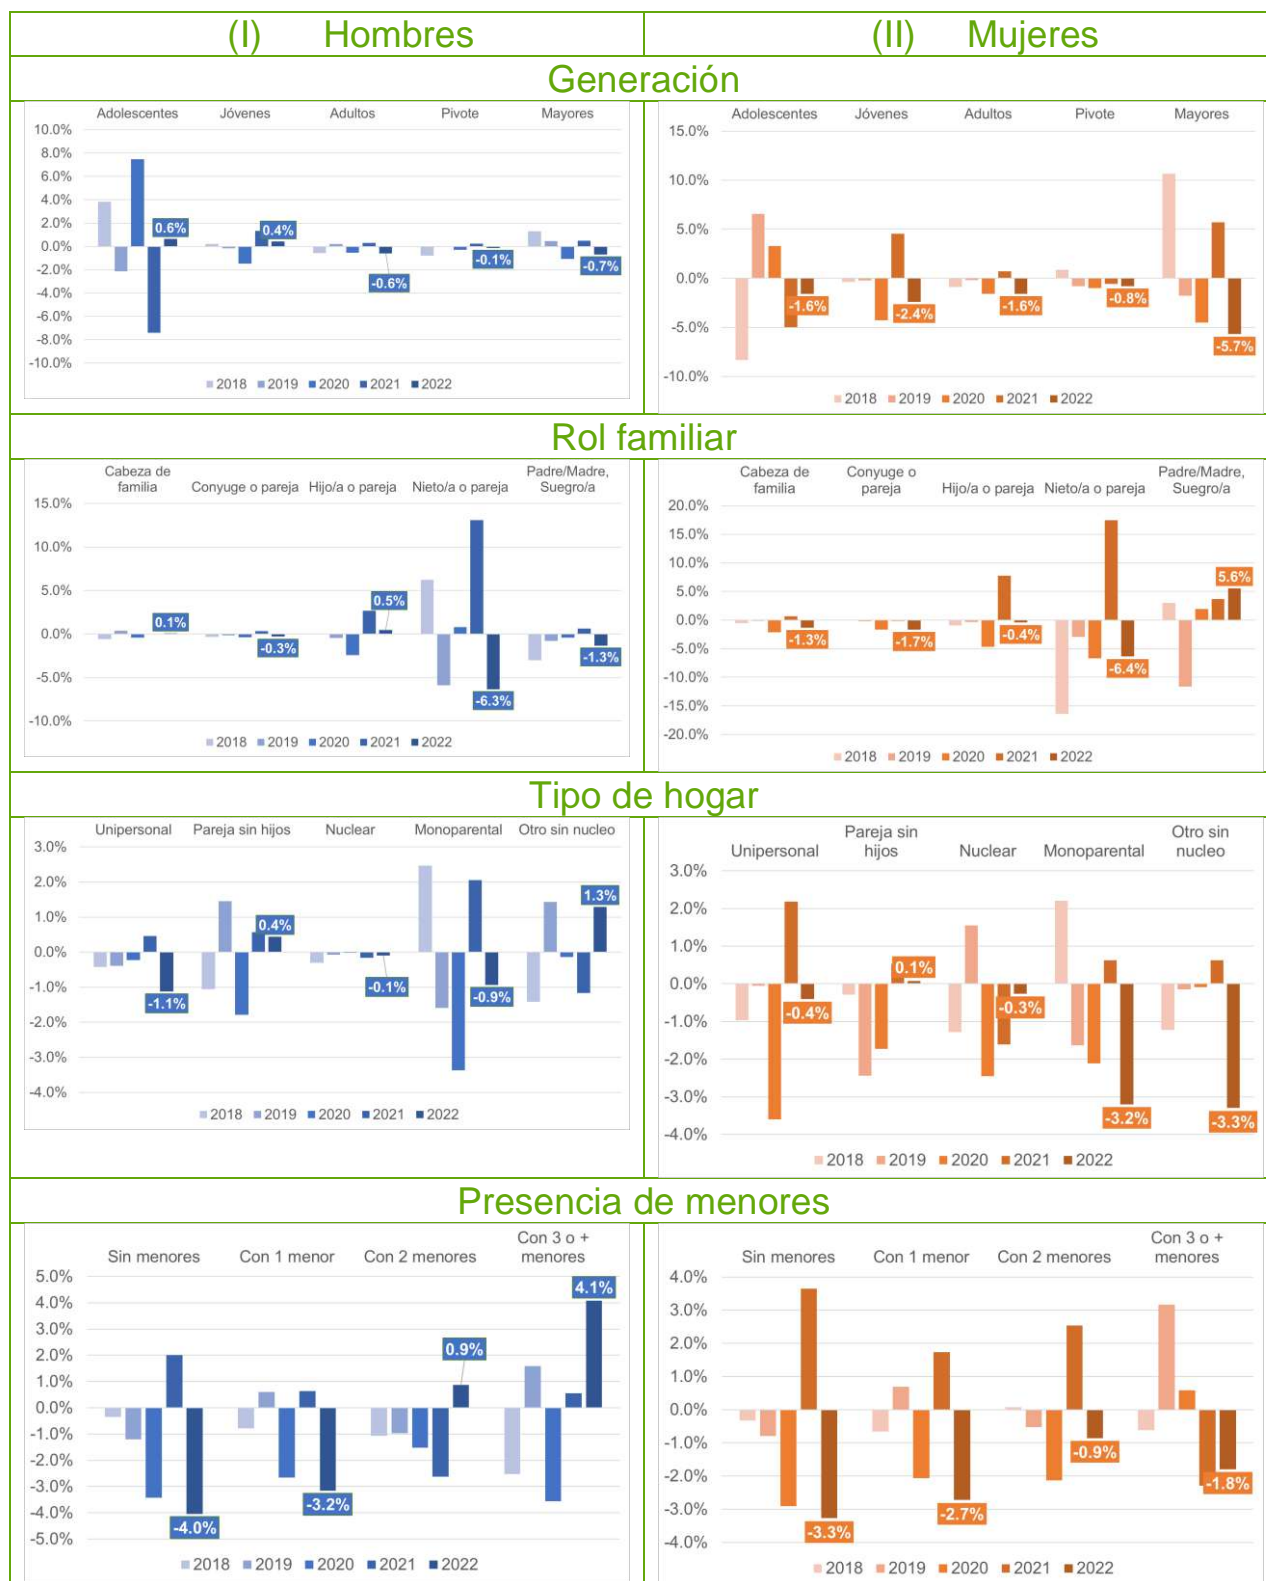 (I) Hombres
(II) Mujeres
Generación
Adolescentes Jóvenes Adultos Pivote Mayores
10.0%
8.0%
6.0%
4.0%
2.0%
0.0%
-2.0%
-4.0%
-6.0%
-8.0%
-10.0%
0.6%
0.4%
-0.6%
-0.1%
-0.7%
2018 2019 2020 2021 2022
Adolescentes Jóvenes Adultos Pivote Mayores
15.0%
10.0%
5.0%
0.0%
-5.0%
-10.0%
-1.6%
-2.4%
-1.6%
-0.8%
-5.7%
2018 2019 2020 2021 2022
Rol familiar
Cabeza de familia
Conyuge o pareja
Hijo/a o pareja
Nieto/a o pareja
Padre/Madre, Suegro/a
15.0%
10.0%
5.0%
0.0%
-5.0%
-10.0%
0.1%
-0.3%
0.5%
-6.3%
-1.3%
2018 2019 2020 2021 2022
Cabeza de familia
Conyuge o pareja
Hijo/a o pareja
Nieto/a o pareja
Padre/Madre, Suegro/a
20.0%
15.0%
10.0%
5.0%
0.0%
-5.0%
-10.0%
-15.0%
-20.0%
-1.3%
-1.7%
-0.4%
-6.4%
5.6%
2018 2019 2020 2021 2022
Tipo de hogar
Unipersonal Pareja sin hijos Nuclear Monoparental Otro sin nucleo
3.0%
2.0%
1.0%
0.0%
-1.0%
-2.0%
-3.0%
-4.0%
-1.1%
0.4%
-0.1%
-0.9%
1.3%
2018 2019 2020 2021 2022
Unipersonal
Pareja sin hijos
Nuclear
Monoparental
Otro sin nucleo
3.0%
2.0%
1.0%
0.0%
-1.0%
-2.0%
-3.0%
-4.0%
-0.4%
0.1%
-0.3%
-3.2%
-3.3%
2018 2019 2020 2021 2022
Presencia de menores
Sin menores
Con 1 menor
Con 2 menores
Con 3 o + menores
5.0%
4.0%
3.0%
2.0%
1.0%
0.0%
-1.0%
-2.0%
-3.0%
-4.0%
-5.0%
-4.0%
-3.2%
0.9%
4.1%
2018 2019 2020 2021 2022
Sin menores
Con 1 menor
Con 2 menores
Con 3 o + menores
4.0%
3.0%
2.0%
1.0%
0.0%
-1.0%
-2.0%
-3.0%
-4.0%
-3.3%
-2.7%
-0.9%
-1.8%
2018 2019 2020 2021 2022